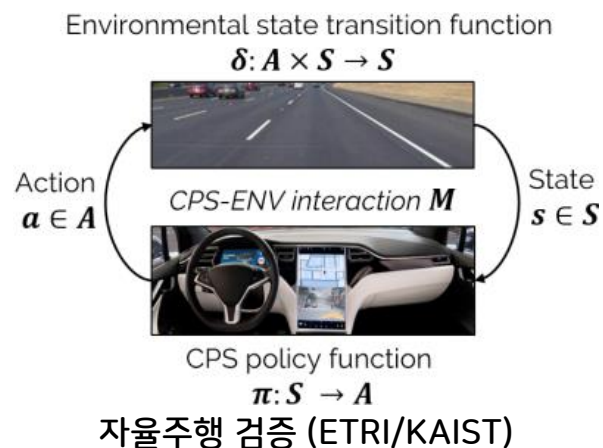 Environmental state transition function
δ: A × S → S
Action
a ∈ A
CPS-ENV interaction M
State
s ∈ S
CPS policy function
π: S → A
자율주행 검증 (ETRI/KAIST)